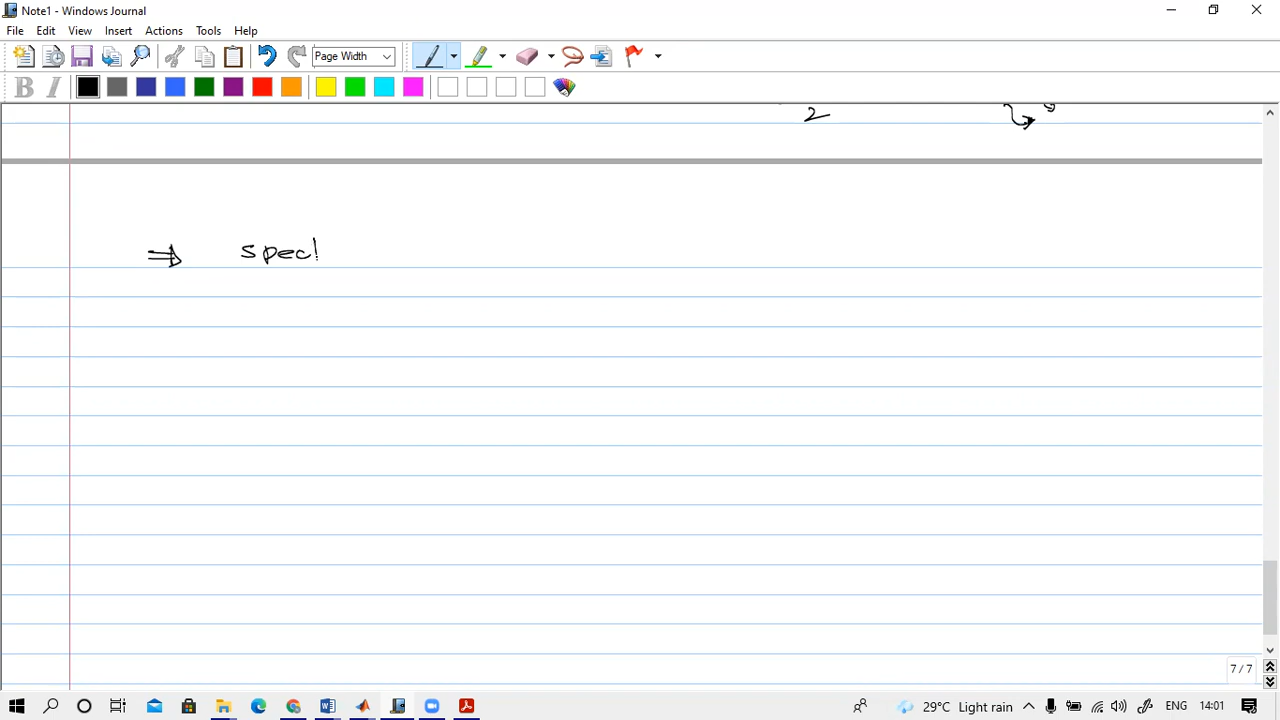 Note1 - Windows Journal
File Edit View Insert Actions Tools Help
Page Width
B I
2
⇒ spec
7 / 7
29°C Light rain ENG 14:01